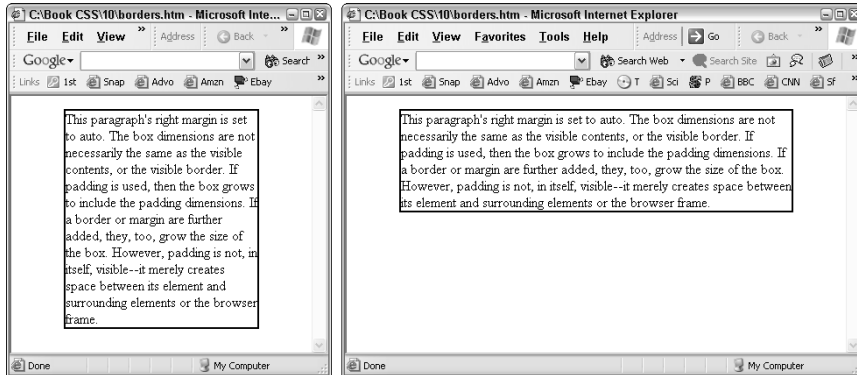 C:\Book CSS\10\borders.htm - Microsoft Inte...
File Edit View » Address Back »
Google Search »
Links 1st Snap Advo Amzn Ebay »
This paragraph's right margin is set
to auto. The box dimensions are not
necessarily the same as the visible
contents, or the visible border. If
padding is used, then the box grows
to include the padding dimensions. If
a border or margin are further
added, they, too, grow the size of
the box. However, padding is not, in
itself, visible--it merely creates
space between its element and
surrounding elements or the browser
frame.
Done My Computer
C:\Book CSS\10\borders.htm - Microsoft Internet Explorer
File Edit View Favorites Tools Help Address Go Back »
Google Search Web Search Site »
Links 1st Snap Advo Amzn Ebay T Sci P BBC CNN Sf »
This paragraph's right margin is set to auto. The box dimensions are not
necessarily the same as the visible contents, or the visible border. If
padding is used, then the box grows to include the padding dimensions. If
a border or margin are further added, they, too, grow the size of the box.
However, padding is not, in itself, visible--it merely creates space between
its element and surrounding elements or the browser frame.
Done My Computer